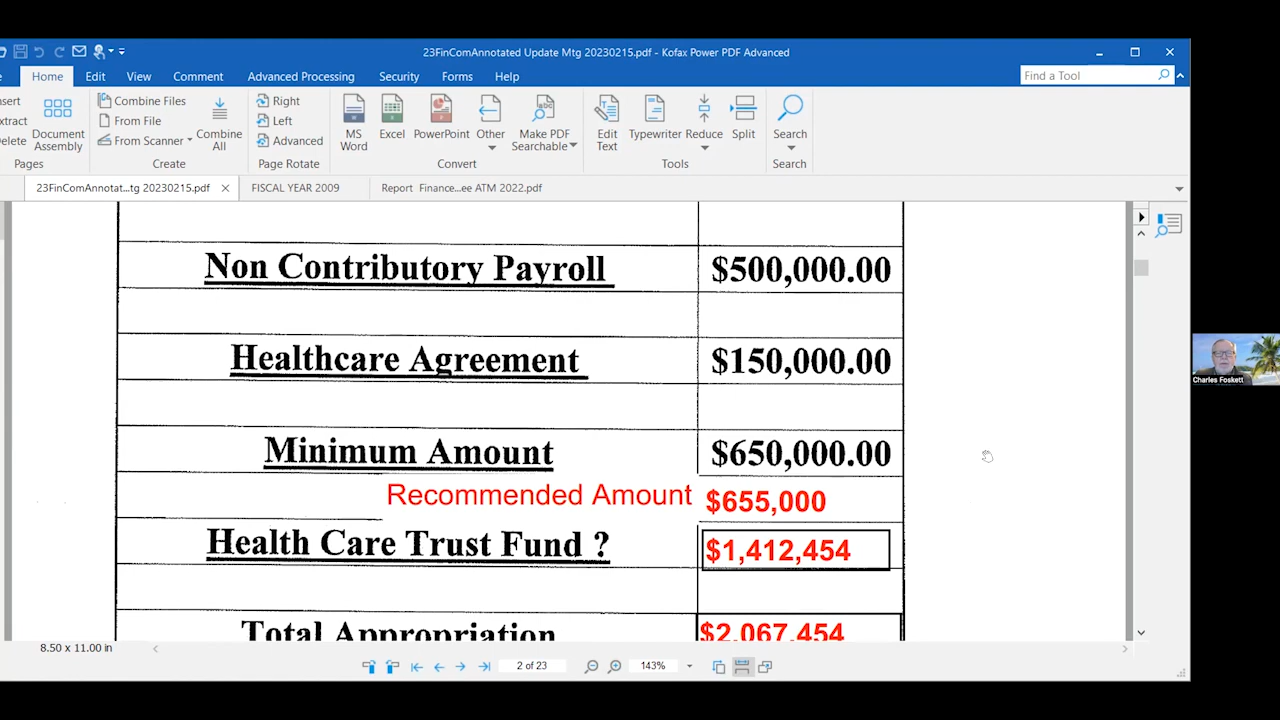 23FinComAnnotated Update Mtg 20230215.pdf - Kofax Power PDF Advanced
Home Edit View Comment Advanced Processing Security Forms Help Find a Tool
Combine Files Right
From File Left
From Scanner Advanced
Document Assembly
Combine All
MS Word
Excel
PowerPoint
Other
Make PDF Searchable
Edit Text
Typewriter
Reduce
Split
Search
Pages Create Page Rotate Convert Tools Search
23FinComAnnotat...tg 20230215.pdf FISCAL YEAR 2009 Report Finance...ee ATM 2022.pdf
Non Contributory Payroll $500,000.00
Healthcare Agreement $150,000.00
Charles Foskett
Minimum Amount $650,000.00
Recommended Amount $655,000
Health Care Trust Fund ? $1,412,454
Total Appropriation $2,067,454
8.50 x 11.00 in
2 of 23 143%